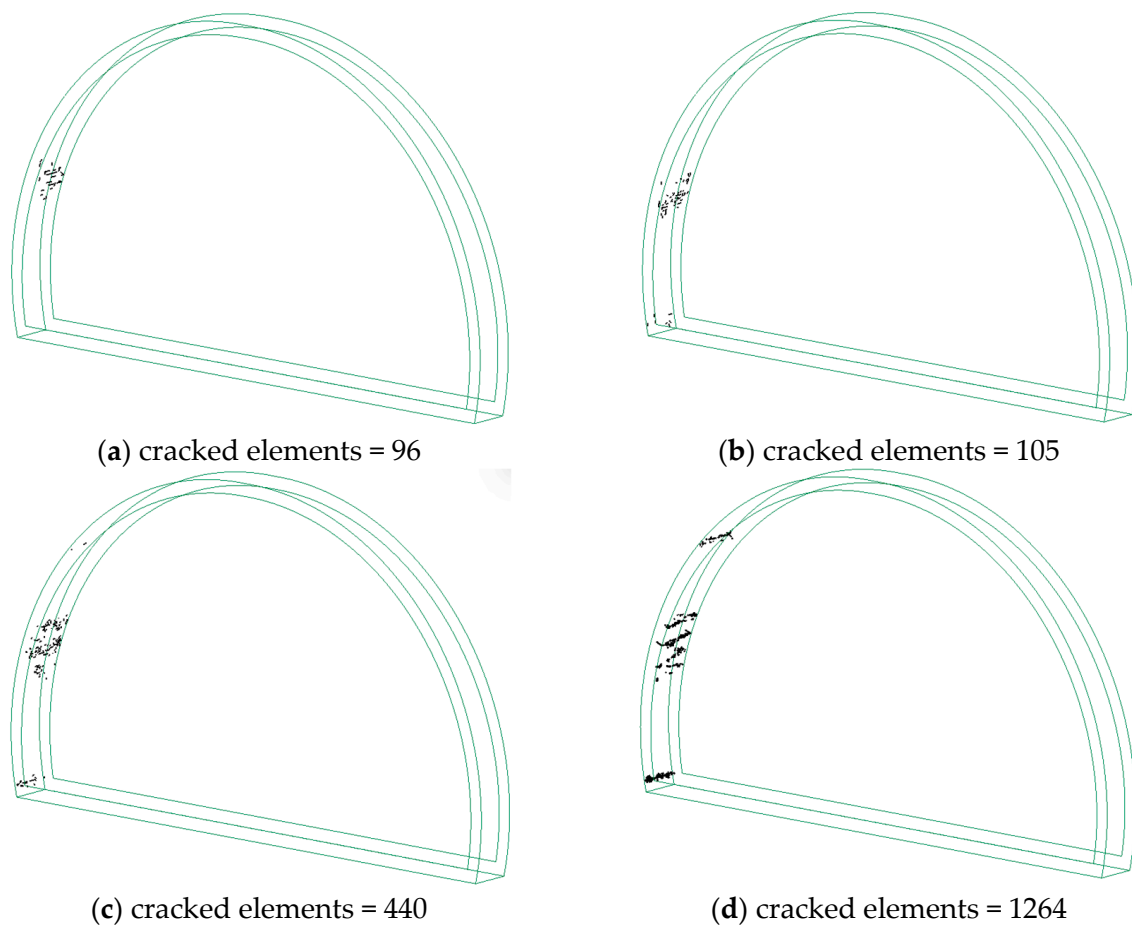 (a) cracked elements = 96
(b) cracked elements = 105
(c) cracked elements = 440
(d) cracked elements = 1264